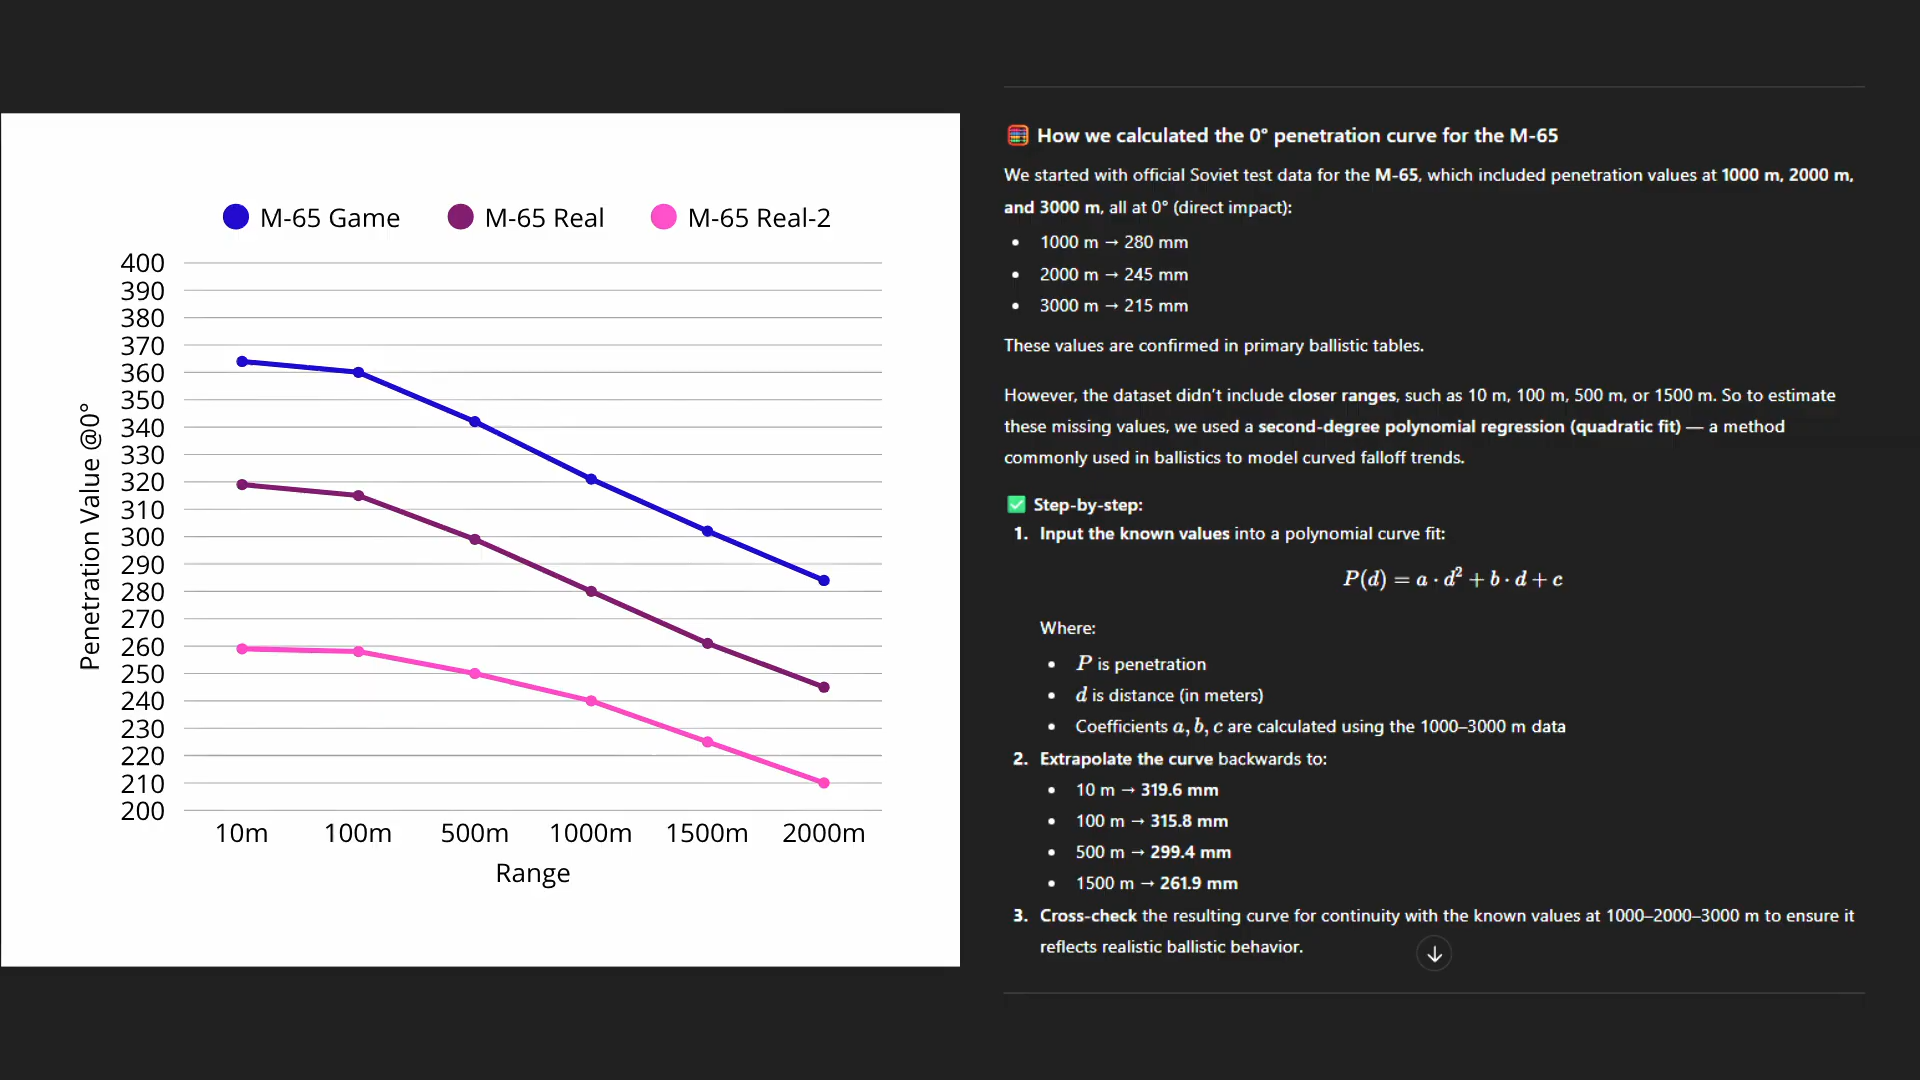 M-65 Game M-65 Real M-65 Real-2
400
390
380
370
360
350
340
330
320
310
300
290
280
270
260
250
240
230
220
210
200
Penetration Value @0°
10m 100m 500m 1000m 1500m 2000m
Range
🧮 How we calculated the 0° penetration curve for the M-65
We started with official Soviet test data for the M-65, which included penetration values at 1000 m, 2000 m,
and 3000 m, all at 0° (direct impact):
• 1000 m → 280 mm
• 2000 m → 245 mm
• 3000 m → 215 mm
These values are confirmed in primary ballistic tables.
However, the dataset didn’t include closer ranges, such as 10 m, 100 m, 500 m, or 1500 m. So to estimate
these missing values, we used a second-degree polynomial regression (quadratic fit) — a method
commonly used in ballistics to model curved falloff trends.
✅ Step-by-step:
1. Input the known values into a polynomial curve fit:
P(d) = a · d² + b · d + c
Where:
• P is penetration
• d is distance (in meters)
• Coefficients a, b, c are calculated using the 1000–3000 m data
2. Extrapolate the curve backwards to:
• 10 m → 319.6 mm
• 100 m → 315.8 mm
• 500 m → 299.4 mm
• 1500 m → 261.9 mm
3. Cross-check the resulting curve for continuity with the known values at 1000–2000–3000 m to ensure it
reflects realistic ballistic behavior.